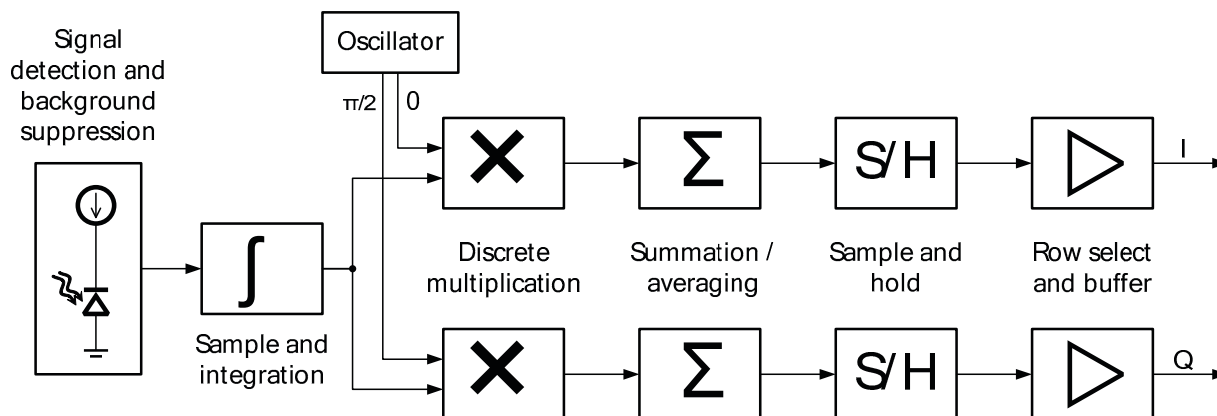 Signal
detection and
background
suppression
Oscillator
π/2
0
∫
Sample and
integration
×
Σ
S/H
I
Discrete
multiplication
Summation /
averaging
Sample and
hold
Row select
and buffer
×
Σ
S/H
Q